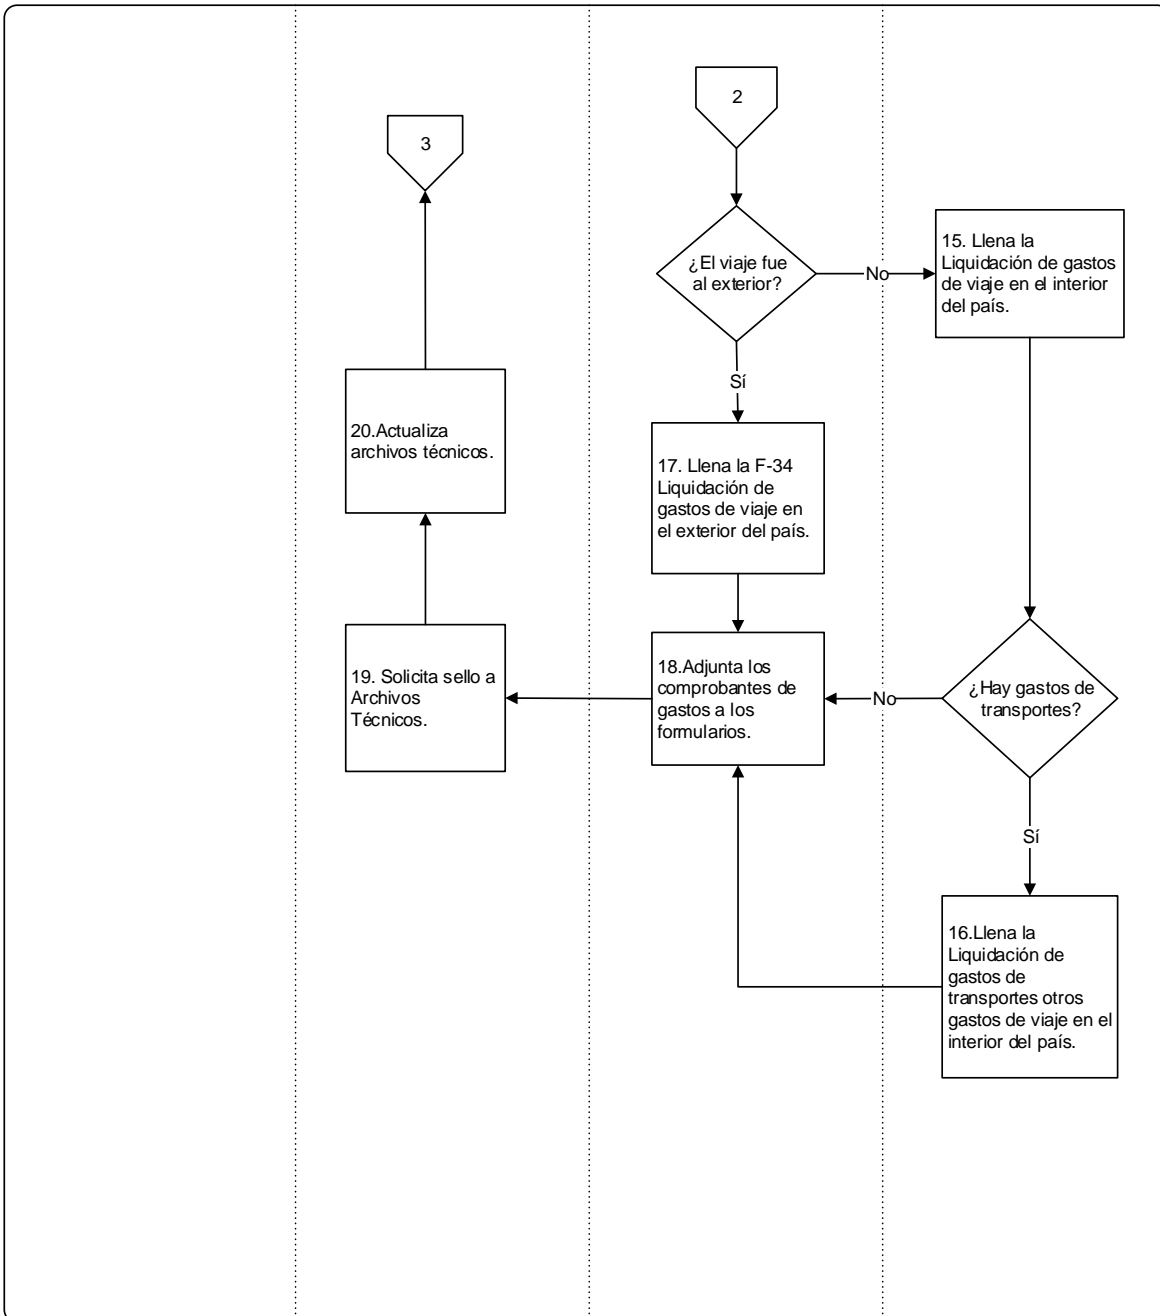 2
3
¿El viaje fue
al exterior?
No
15. Llena la
Liquidación de gastos
de viaje en el interior
del país.
Sí
20.Actualiza
archivos técnicos.
17. Llena la F-34
Liquidación de
gastos de viaje en
el exterior del país.
19. Solicita sello a
Archivos
Técnicos.
18.Adjunta los
comprobantes de
gastos a los
formularios.
No
¿Hay gastos de
transportes?
Sí
16.Llena la
Liquidación de
gastos de
transportes otros
gastos de viaje en el
interior del país.